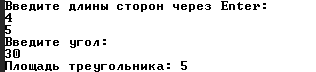 Введите длины сторон через Enter:
4
5
Введите угол:
30
Площадь треугольника: 5